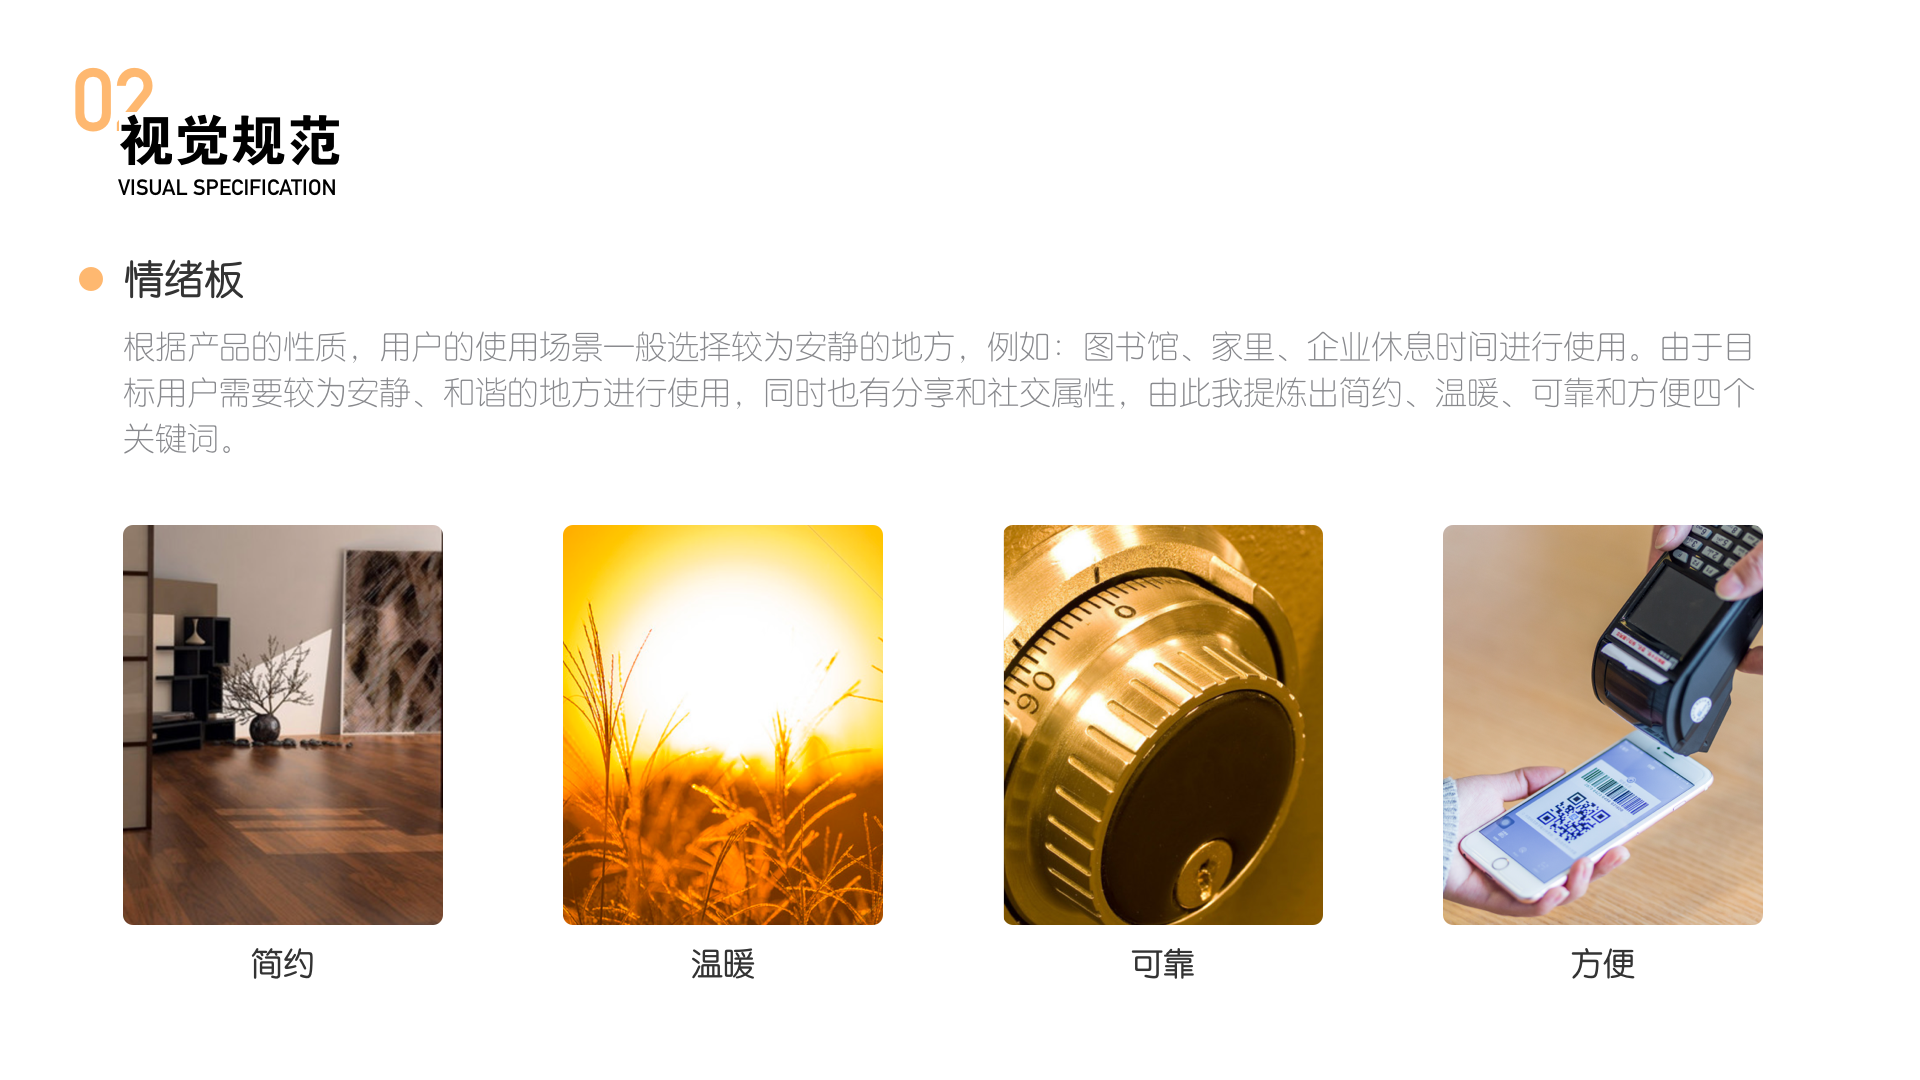 02
视觉规范
VISUAL SPECIFICATION
情绪板
根据产品的性质，用户的使用场景一般选择较为安静的地方，例如：图书馆、家里、企业休息时间进行使用。由于目
标用户需要较为安静、和谐的地方进行使用，同时也有分享和社交属性，由此我提炼出简约、温暖、可靠和方便四个
关键词。
0
90
简约
温暖
可靠
方便